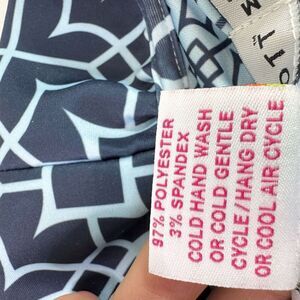 97% POLYESTER
3% SPANDEX
COLD HAND WASH
OR COLD GENTLE
CYCLE/HANG DRY
OR COOL AIR CYCLE